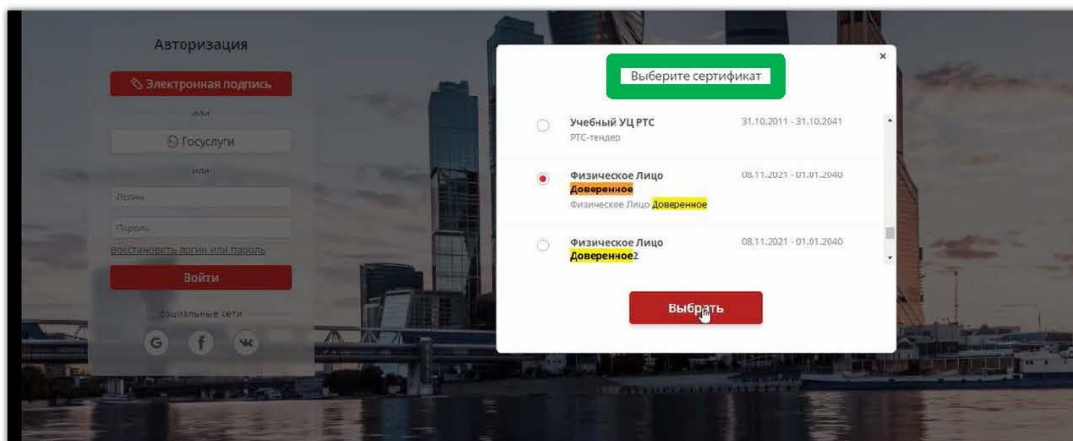 Авторизация
Электронная подпись
или
Госуслуги
или
Логин
Пароль
Восстановить логин или пароль
Войти
социальные сети
G f
×
Выберите сертификат
Учебный УЦ РТС 31.10.2011 - 31.10.2041
РТС-тендер
Физическое Лицо 08.11.2021 - 01.01.2040
Доверенное
Физическое Лицо Доверенное
Физическое Лицо 08.11.2021 - 01.01.2040
Доверенное2
Выбрать